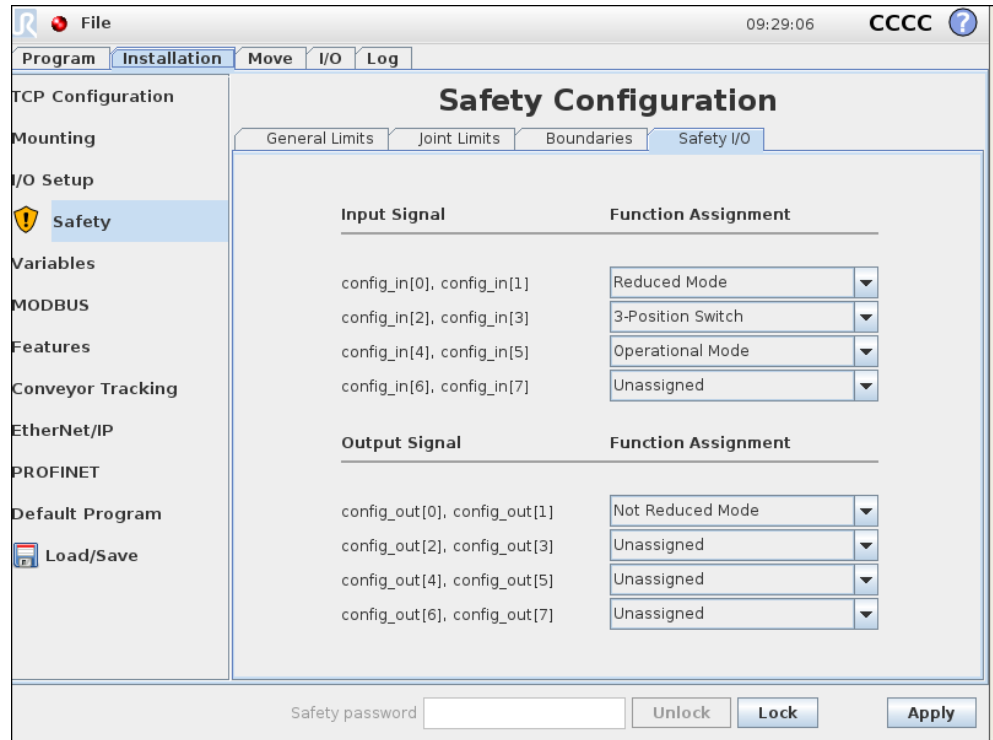 File 09:29:06 CCCC ?
Program Installation Move I/O Log
TCP Configuration
Mounting
I/O Setup
Safety
Variables
MODBUS
Features
Conveyor Tracking
EtherNet/IP
PROFINET
Default Program
Load/Save
Safety Configuration
General Limits Joint Limits Boundaries Safety I/O
Input Signal Function Assignment
config_in[0], config_in[1] Reduced Mode
config_in[2], config_in[3] 3-Position Switch
config_in[4], config_in[5] Operational Mode
config_in[6], config_in[7] Unassigned
Output Signal Function Assignment
config_out[0], config_out[1] Not Reduced Mode
config_out[2], config_out[3] Unassigned
config_out[4], config_out[5] Unassigned
config_out[6], config_out[7] Unassigned
Safety password Unlock Lock Apply